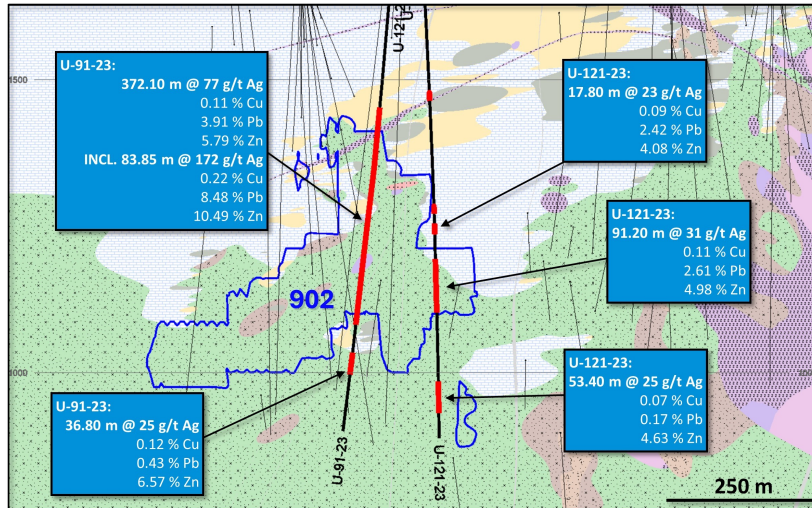 U-121-23
1500
U-91-23:
372.10 m @ 77 g/t Ag
0.11 % Cu
3.91 % Pb
5.79 % Zn
INCL. 83.85 m @ 172 g/t Ag
0.22 % Cu
8.48 % Pb
10.49 % Zn
U-121-23:
17.80 m @ 23 g/t Ag
0.09 % Cu
2.42 % Pb
4.08 % Zn
U-121-23:
91.20 m @ 31 g/t Ag
0.11 % Cu
2.61 % Pb
4.98 % Zn
902
1000
U-121-23:
53.40 m @ 25 g/t Ag
0.07 % Cu
0.17 % Pb
4.63 % Zn
U-91-23:
36.80 m @ 25 g/t Ag
0.12 % Cu
0.43 % Pb
6.57 % Zn
U-91-23
U-121-23
250 m